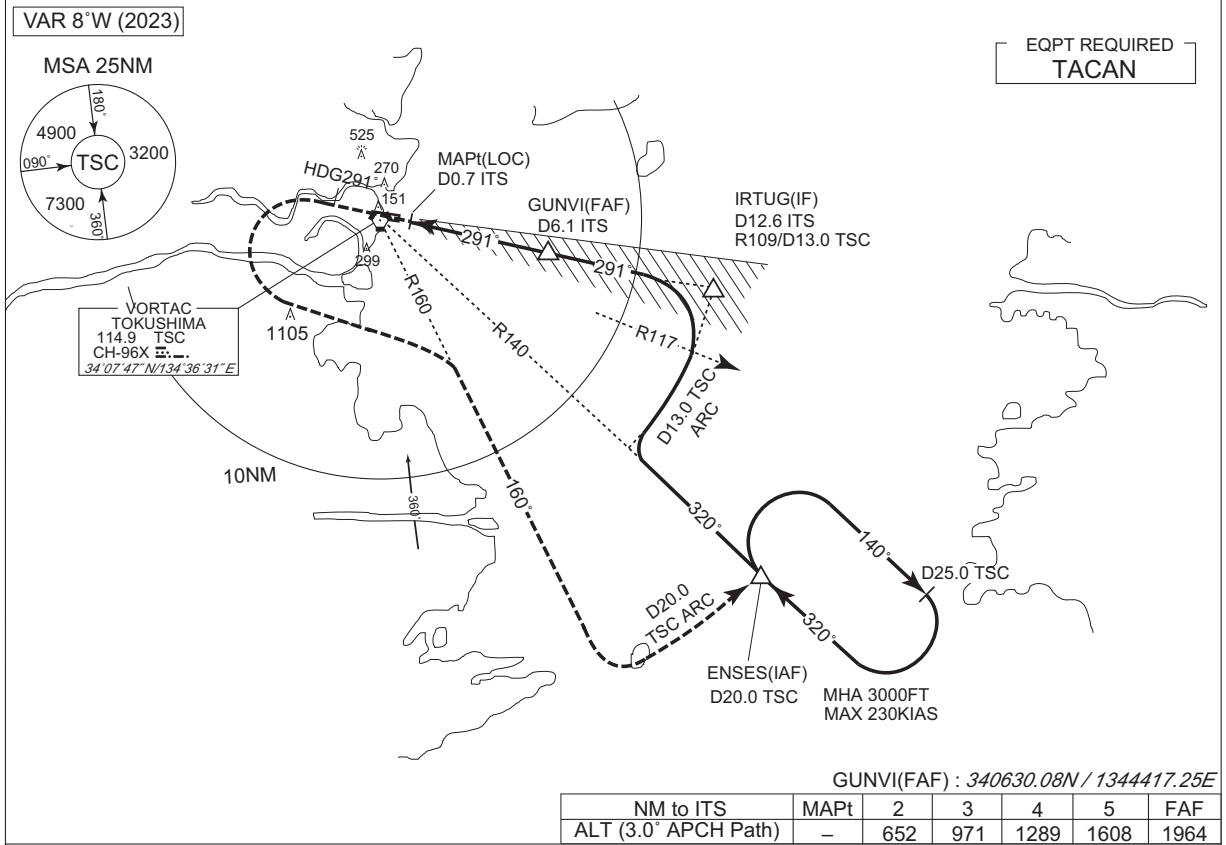 VAR 8°W (2023)
MSA 25NM
180°
4900
3200
TSC
090°
7300
360°
EQPT REQUIRED
TACAN
525
HDG291°
270
151
299
MAPt(LOC)
D0.7 ITS
GUNVI(FAF)
D6.1 ITS
IRTUG(IF)
D12.6 ITS
R109/D13.0 TSC
291°
291°
VORTAC
TOKUSHIMA
114.9 TSC
CH-96X
34°07'47"N/134°36'31"E
1105
R160
R140
R117
D13.0 TSC
ARC
10NM
360°
160°
320°
140°
D25.0 TSC
320°
D20.0
TSC ARC
ENSES(IAF)
D20.0 TSC
MHA 3000FT
MAX 230KIAS
GUNVI(FAF) : 340630.08N / 1344417.25E
NM to ITS MAPt 2 3 4 5 FAF
ALT (3.0° APCH Path) – 652 971 1289 1608 1964